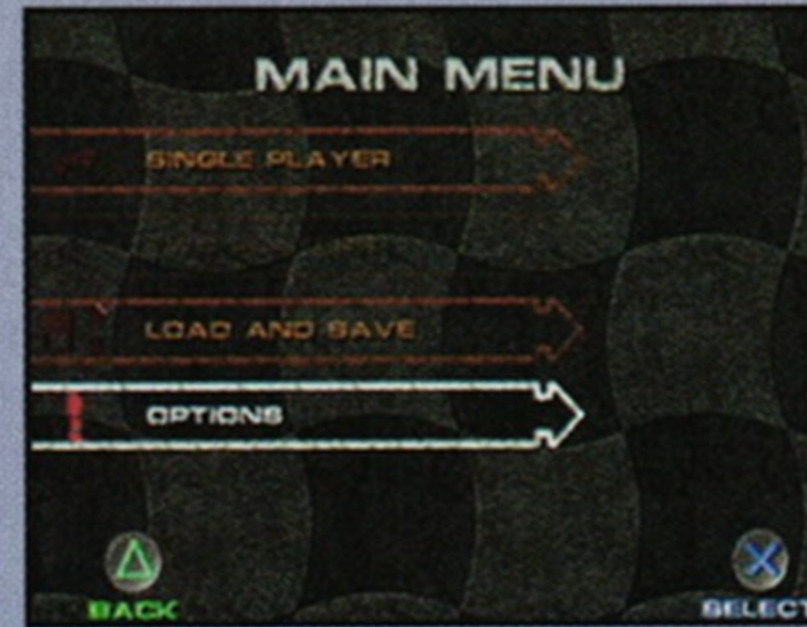 MAIN MENU
SINGLE PLAYER
LOAD AND SAVE
OPTIONS
BACK
SELECT